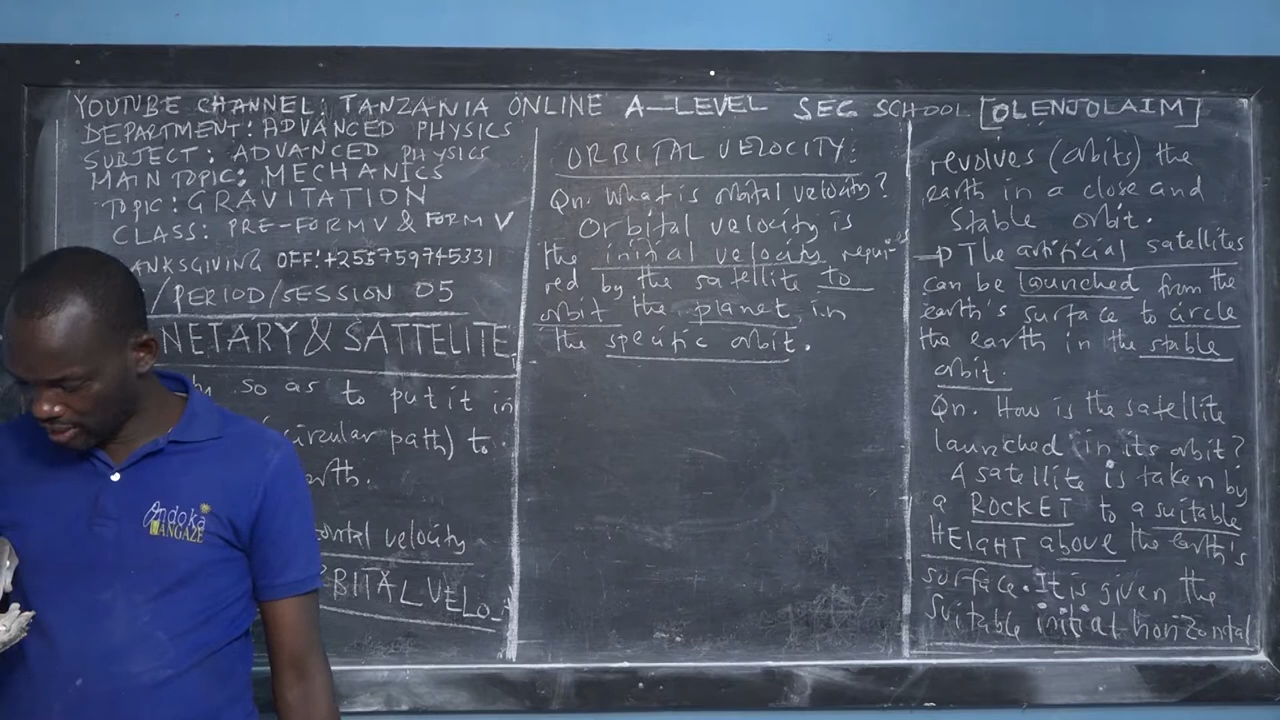 YOUTUBE CHANNEL: TANZANIA ONLINE A-LEVEL SEC SCHOOL [OLENJOLAIM]
DEPARTMENT: ADVANCED PHYSICS
SUBJECT: ADVANCED PHYSICS
MAIN TOPIC: MECHANICS
TOPIC: GRAVITATION
CLASS: PRE-FORM V & FORM V
ANKSGIVING OFF: +255759745331
/PERIOD/SESSION 05
NETARY & SATTELITE
so as to put it in
circular path) to
rth.
ontal velocity
BITAL VELO
ORBITAL VELOCITY:
Qn. What is orbital velocity?
Orbital velocity is
the initial velocity requi-
red by the satellite to
orbit the planet in
the specific orbit.
revolves (orbits) the
earth in a close and
stable orbit.
The artificial satellites
can be launched from the
earth's surface to circle
the earth in the stable
orbit.
Qn. How is the satellite
launched in its orbit?
A satellite is taken by
a ROCKET to a suitable
HEIGHT above the earth's
surface. It is given the
suitable initial horizontal
Andoka
WANGAZE